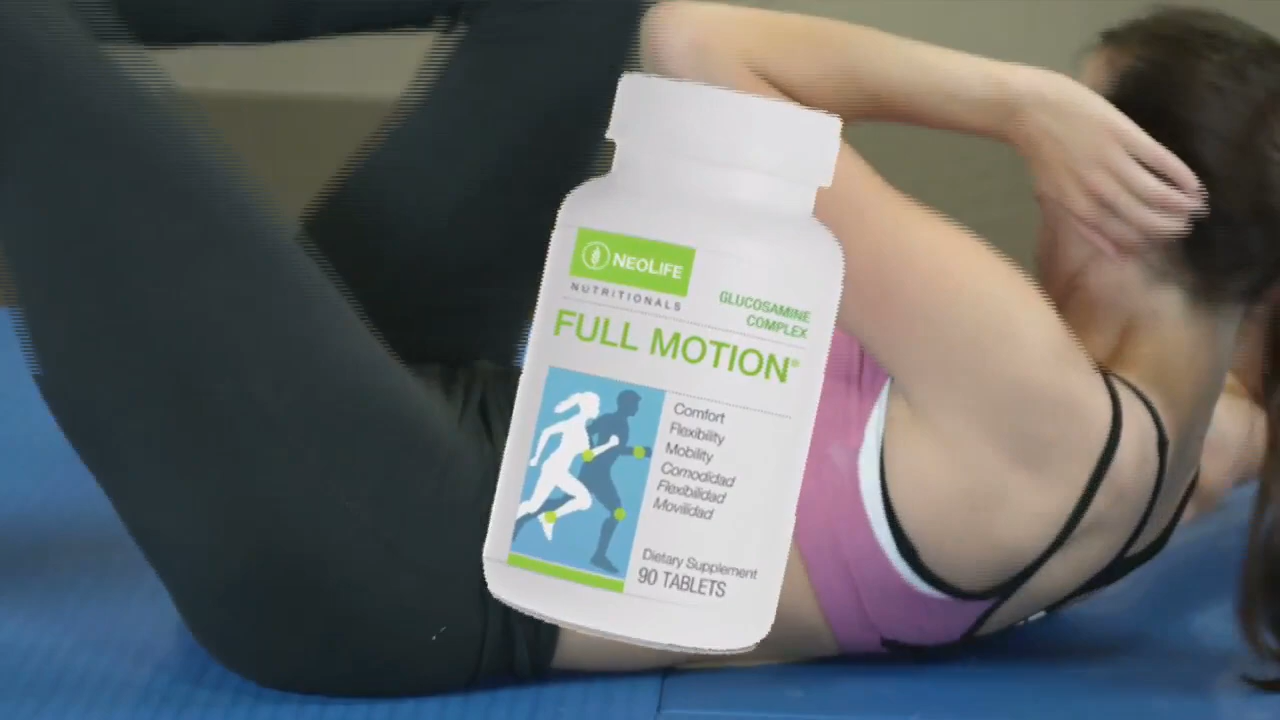 NEOLIFE
NUTRITIONALS
GLUCOSAMINE
COMPLEX
FULL MOTION®
Comfort
Flexibility
Mobility
Comodidad
Flexibilidad
Movilidad
Dietary Supplement
90 TABLETS